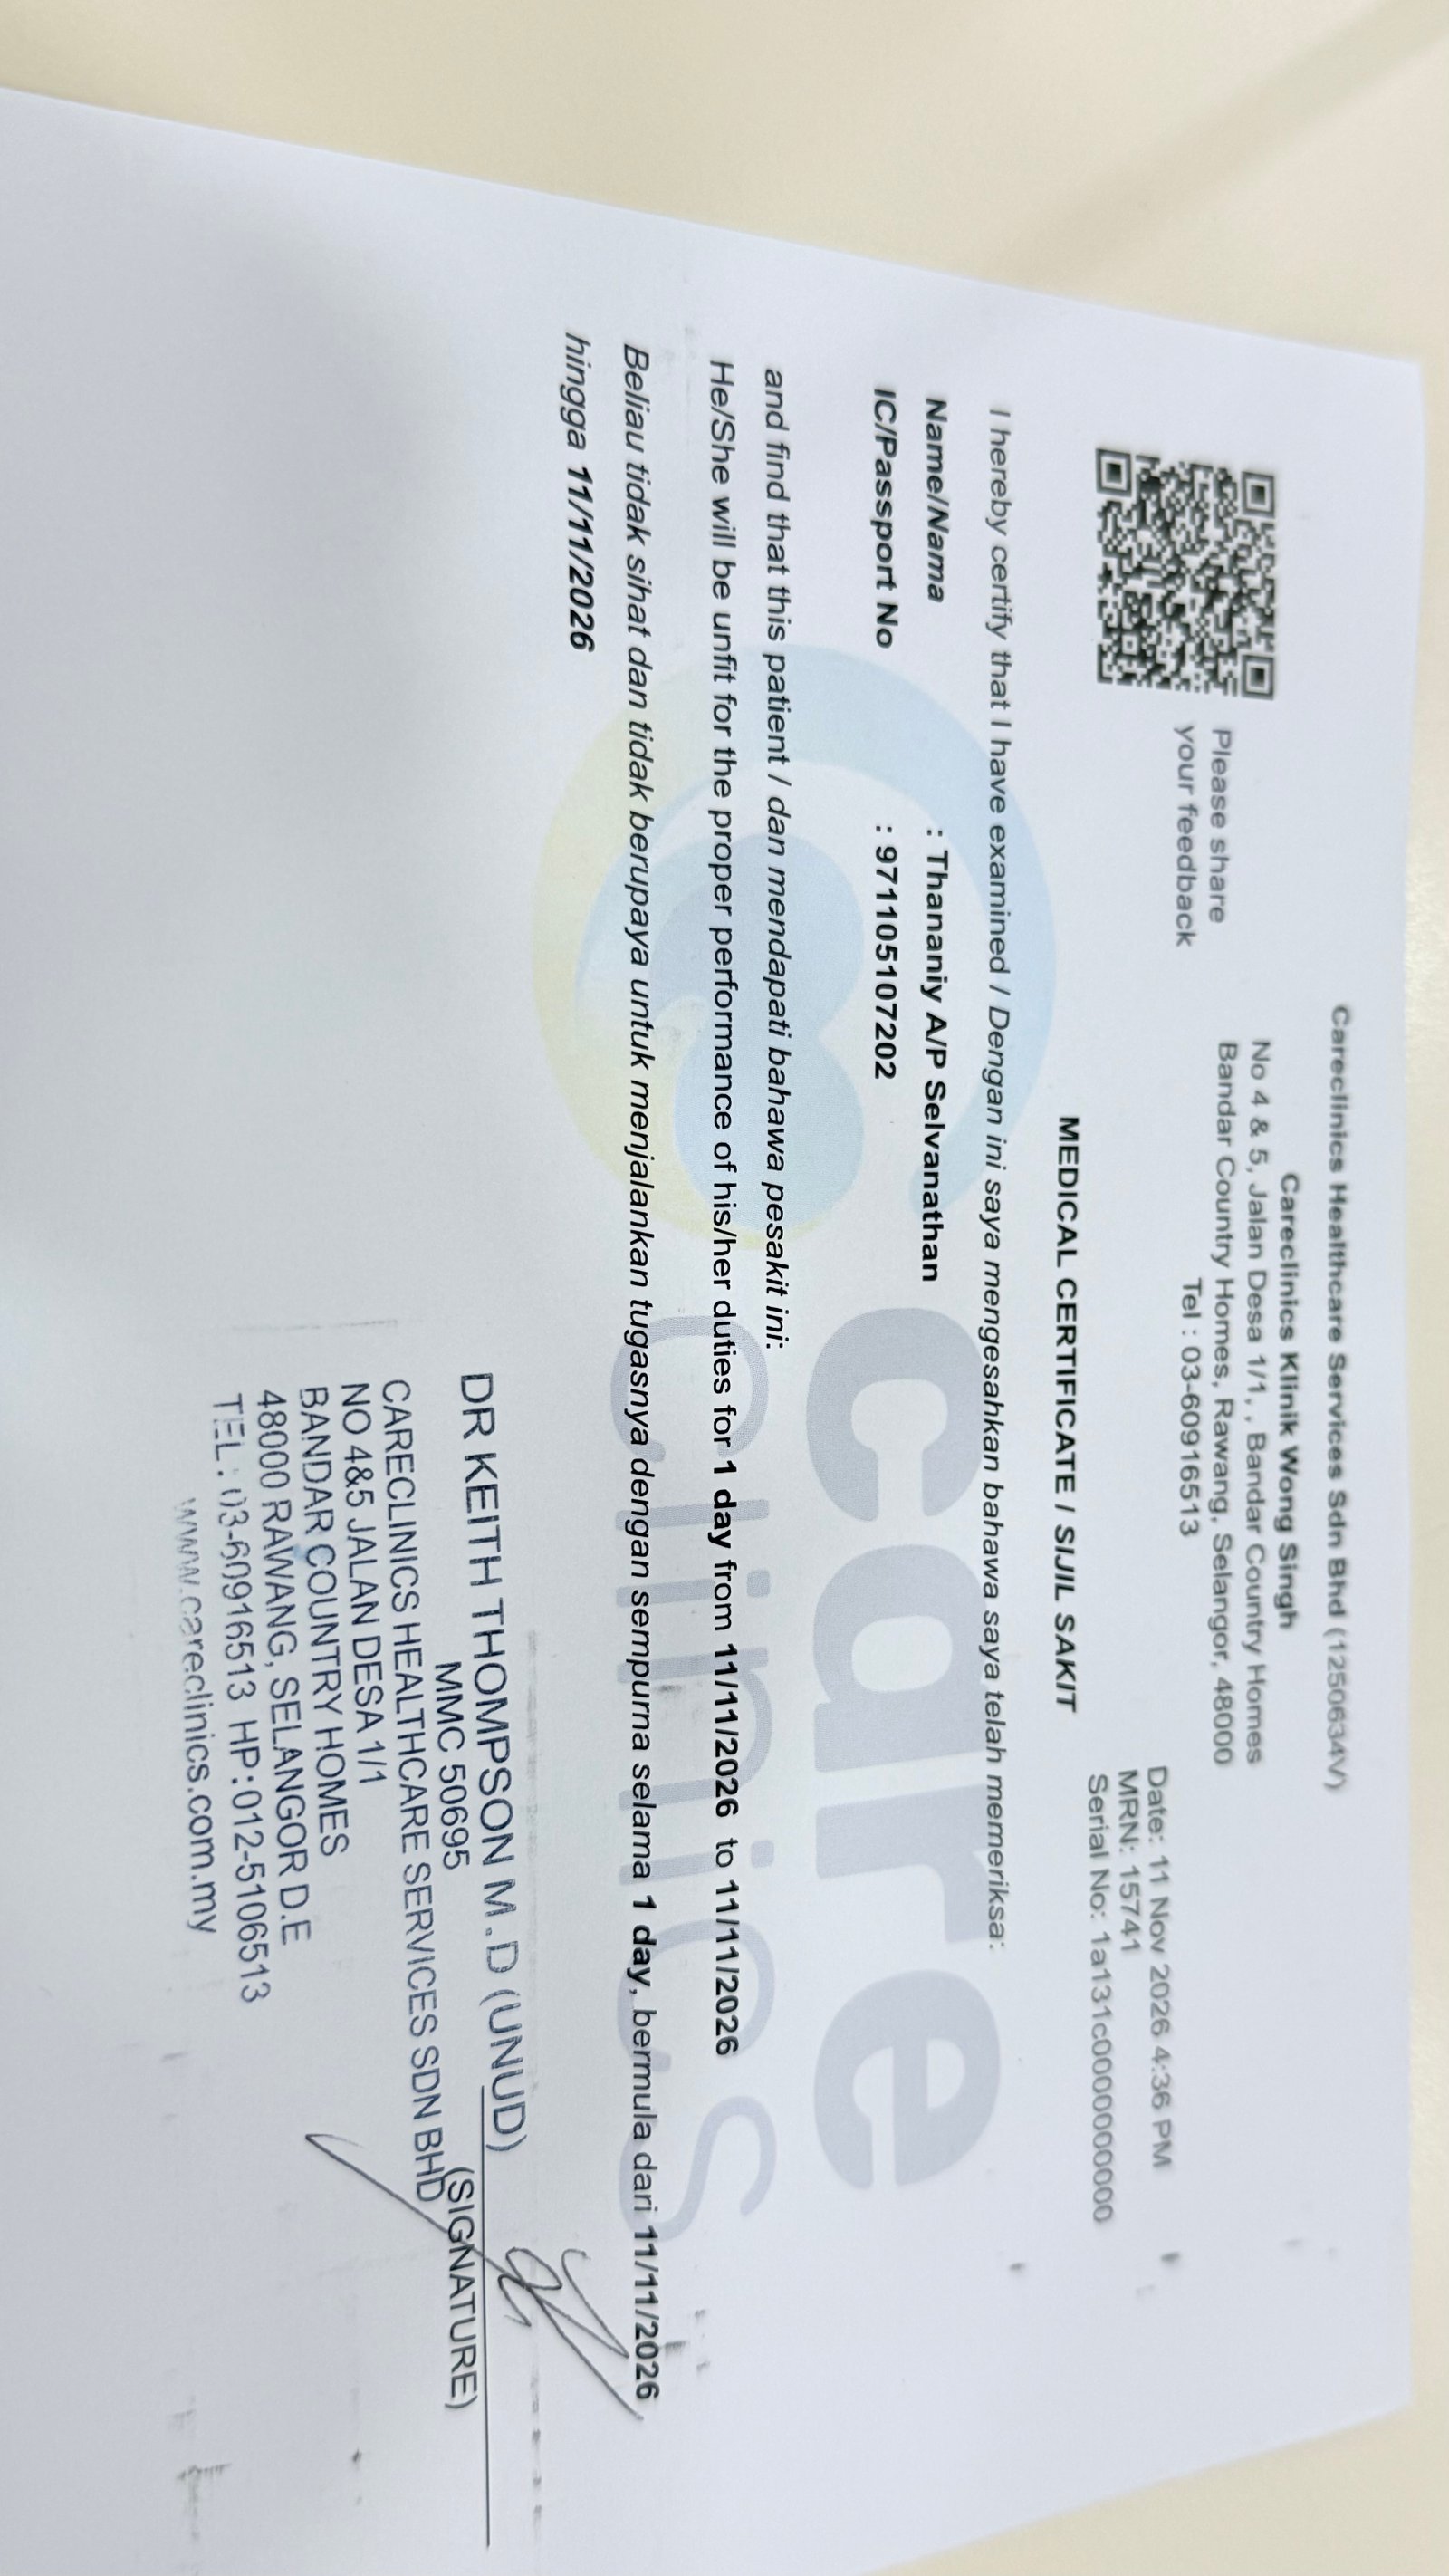 Careclinics Healthcare Services Sdn Bhd (1250634V)
Careclinics Klinik Wong Singh
No 4 & 5, Jalan Desa 1/1, , Bandar Country Homes
Bandar Country Homes, Rawang, Selangor, 48000
Tel : 03-60916513
Please share
your feedback
Date: 11 Nov 2026 4:36 PM
MRN: 15741
Serial No: 1a131c0000000000
MEDICAL CERTIFICATE / SIJIL SAKIT
I hereby certify that I have examined / Dengan ini saya mengesahkan bahawa saya telah memeriksa:
Name/Nama : Thananiy A/P Selvanathan
IC/Passport No : 971105107202
and find that this patient / dan mendapati bahawa pesakit ini:
He/She will be unfit for the proper performance of his/her duties for 1 day from 11/11/2026 to 11/11/2026
Beliau tidak sihat dan tidak berupaya untuk menjalankan tugasnya dengan sempurna selama 1 day, bermula dari 11/11/2026
hingga 11/11/2026
care
clinics
DR KEITH THOMPSON M.D (UNUD)
MMC 50695
(SIGNATURE)
CARECLINICS HEALTHCARE SERVICES SDN BHD
NO 4&5 JALAN DESA 1/1
BANDAR COUNTRY HOMES
48000 RAWANG, SELANGOR D.E
TEL: 03-60916513 HP:012-5106513
www.careclinics.com.my